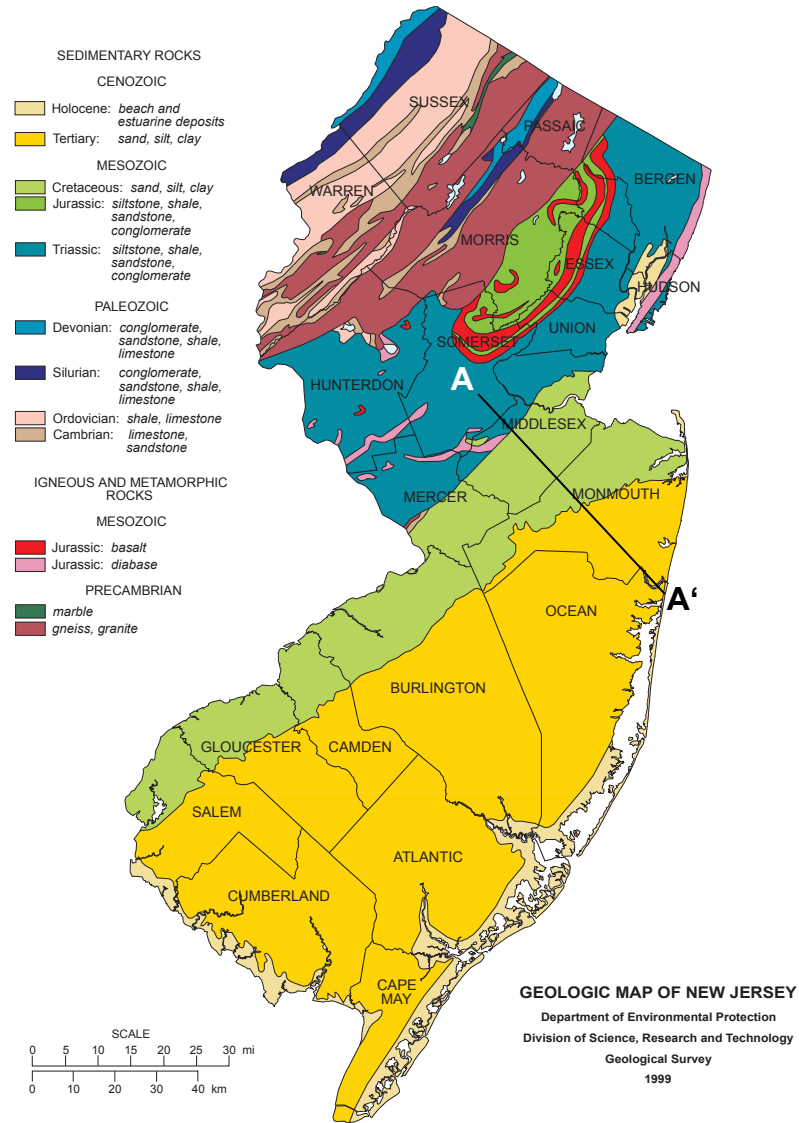 SEDIMENTARY ROCKS
CENOZOIC
Holocene: beach and
estuarine deposits
Tertiary: sand, silt, clay
MESOZOIC
Cretaceous: sand, silt, clay
Jurassic: siltstone, shale,
sandstone,
conglomerate
Triassic: siltstone, shale,
sandstone,
conglomerate
PALEOZOIC
Devonian: conglomerate,
sandstone, shale,
limestone
Silurian: conglomerate,
sandstone, shale,
limestone
Ordovician: shale, limestone
Cambrian: limestone,
sandstone
IGNEOUS AND METAMORPHIC
ROCKS
MESOZOIC
Jurassic: basalt
Jurassic: diabase
PRECAMBRIAN
marble
gneiss, granite
SUSSEX
PASSAIC
BERGEN
WARREN
MORRIS
ESSEX
HUDSON
UNION
SOMERSET
HUNTERDON
A
MIDDLESEX
MERCER
MONMOUTH
A‘
OCEAN
BURLINGTON
GLOUCESTER
CAMDEN
SALEM
ATLANTIC
CUMBERLAND
CAPE
MAY
GEOLOGIC MAP OF NEW JERSEY
Department of Environmental Protection
Division of Science, Research and Technology
Geological Survey
1999
SCALE
0 5 10 15 20 25 30 mi
0 10 20 30 40 km